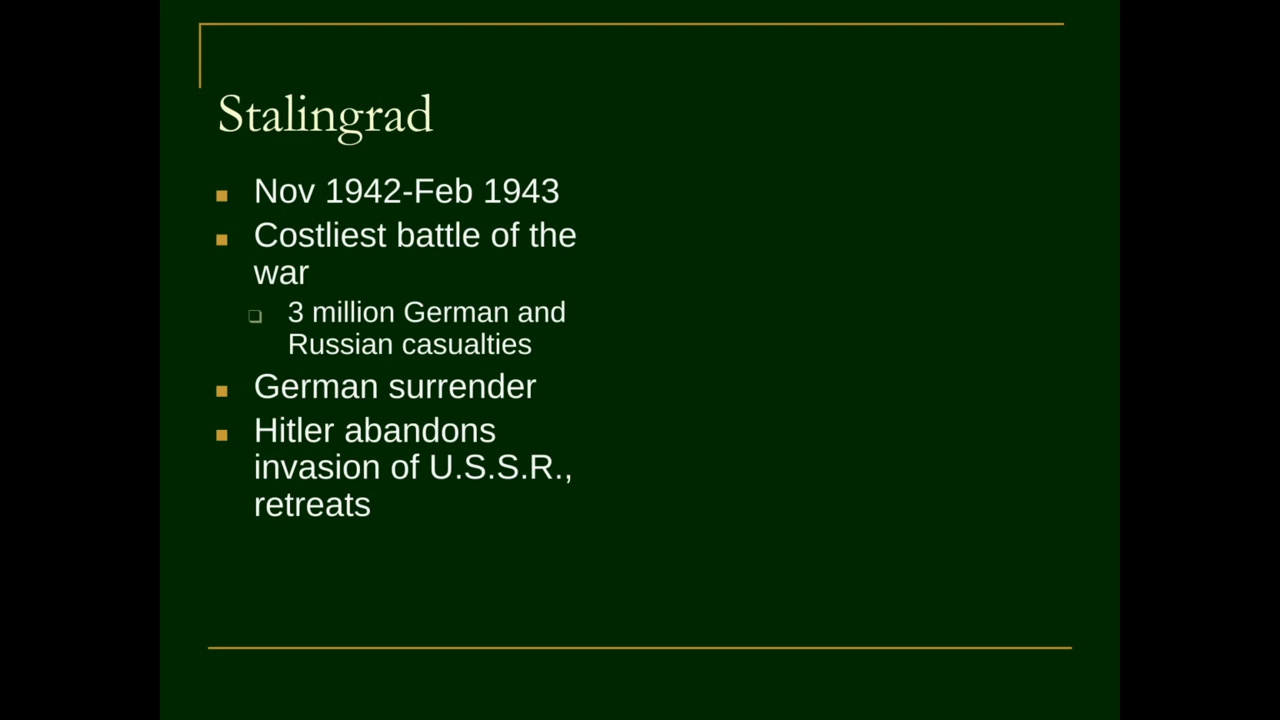 Stalingrad
Nov 1942-Feb 1943
Costliest battle of the
war
3 million German and
Russian casualties
German surrender
Hitler abandons
invasion of U.S.S.R.,
retreats